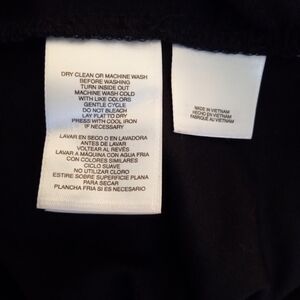 DRY CLEAN OR MACHINE WASH
BEFORE WASHING
TURN INSIDE OUT
MACHINE WASH COLD
WITH LIKE COLORS
GENTLE CYCLE
DO NOT BLEACH
LAY FLAT TO DRY
PRESS WITH COOL IRON
IF NECESSARY
LAVAR EN SECO O EN LAVADORA
ANTES DE LAVAR
VOLTEAR AL REVÉS
LAVAR A MAQUINA CON AGUA FRIA
CON COLORES SIMILARES
CICLO SUAVE
NO UTILIZAR CLORO
ESTIRE SOBRE SUPERFICIE PLANA
PARA SECAR
PLANCHA FRIA SI ES NECESARIO
MADE IN VIETNAM
HECHO EN VIETNAM
FABRIQUÉ AU VIETNAM